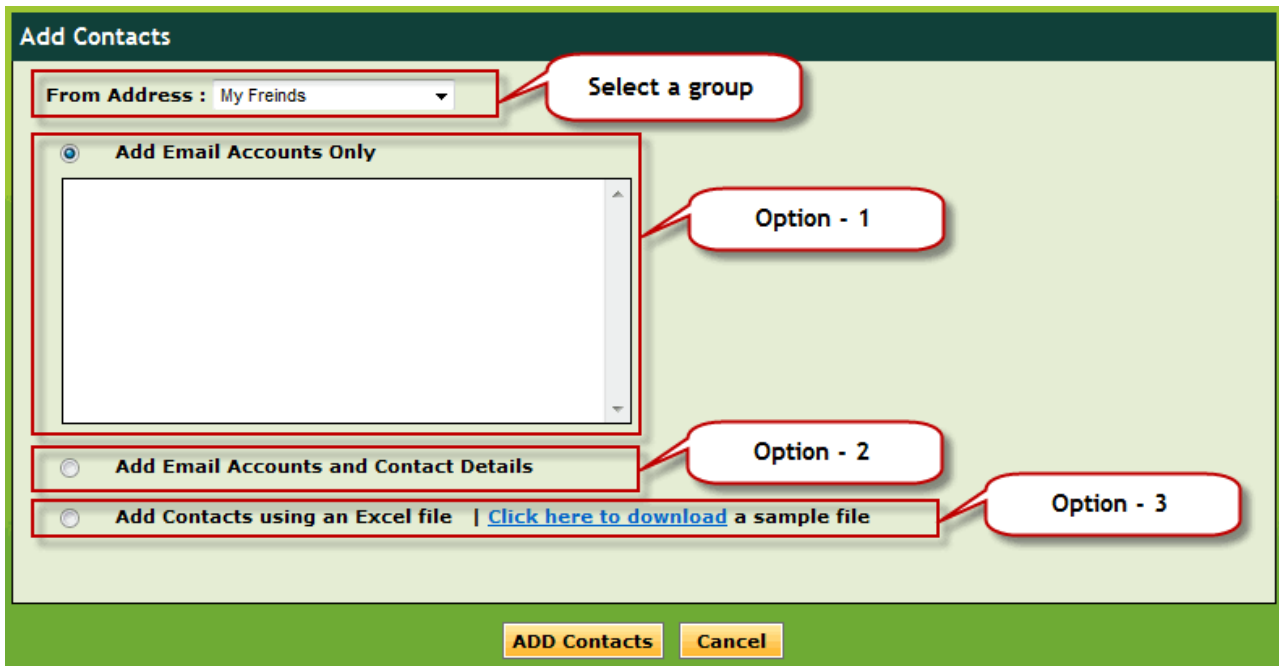 Add Contacts
From Address : My Freinds
Select a group
Add Email Accounts Only
Option - 1
Add Email Accounts and Contact Details
Option - 2
Add Contacts using an Excel file | Click here to download a sample file
Option - 3
ADD Contacts
Cancel